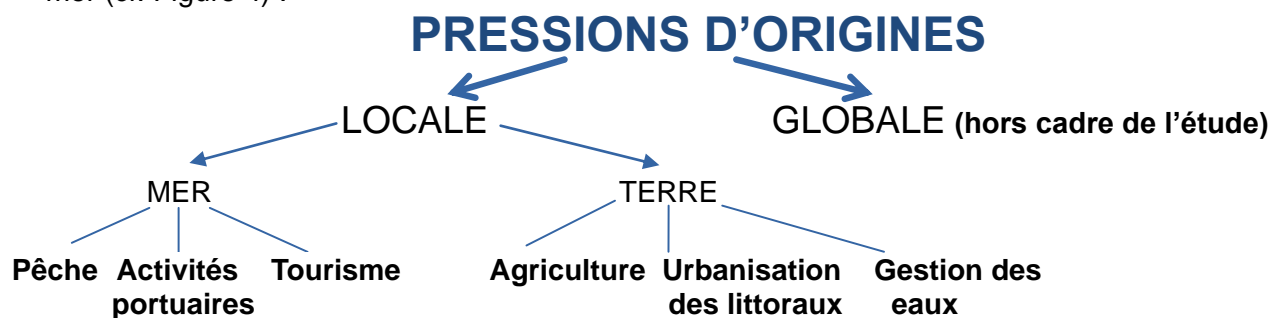 PRESSIONS D'ORIGINES
LOCALE GLOBALE (hors cadre de l'étude)
MER TERRE
Pêche Activités Tourisme Agriculture Urbanisation Gestion des
portuaires des littoraux eaux